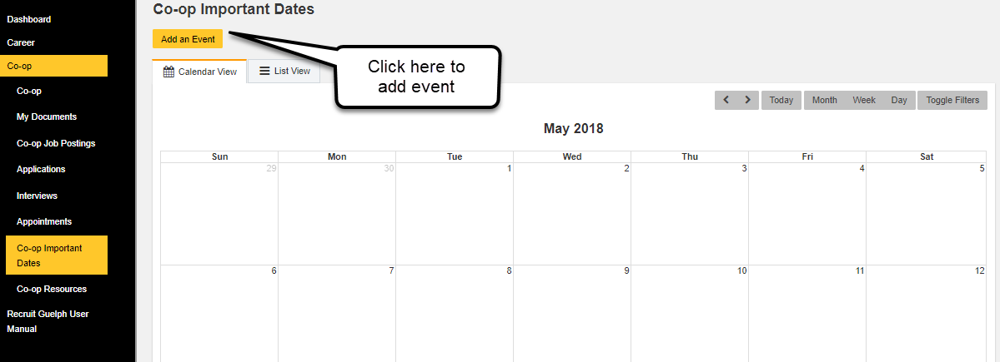 Dashboard
Career
Co-op
Co-op
My Documents
Co-op Job Postings
Applications
Interviews
Appointments
Co-op Important
Dates
Co-op Resources
Recruit Guelph User
Manual
Co-op Important Dates
Add an Event
Click here to
add event
Calendar View List View
Today Month Week Day Toggle Filters
May 2018
Sun Mon Tue Wed Thu Fri Sat
29 30 1 2 3 4 5
6 7 8 9 10 11 12